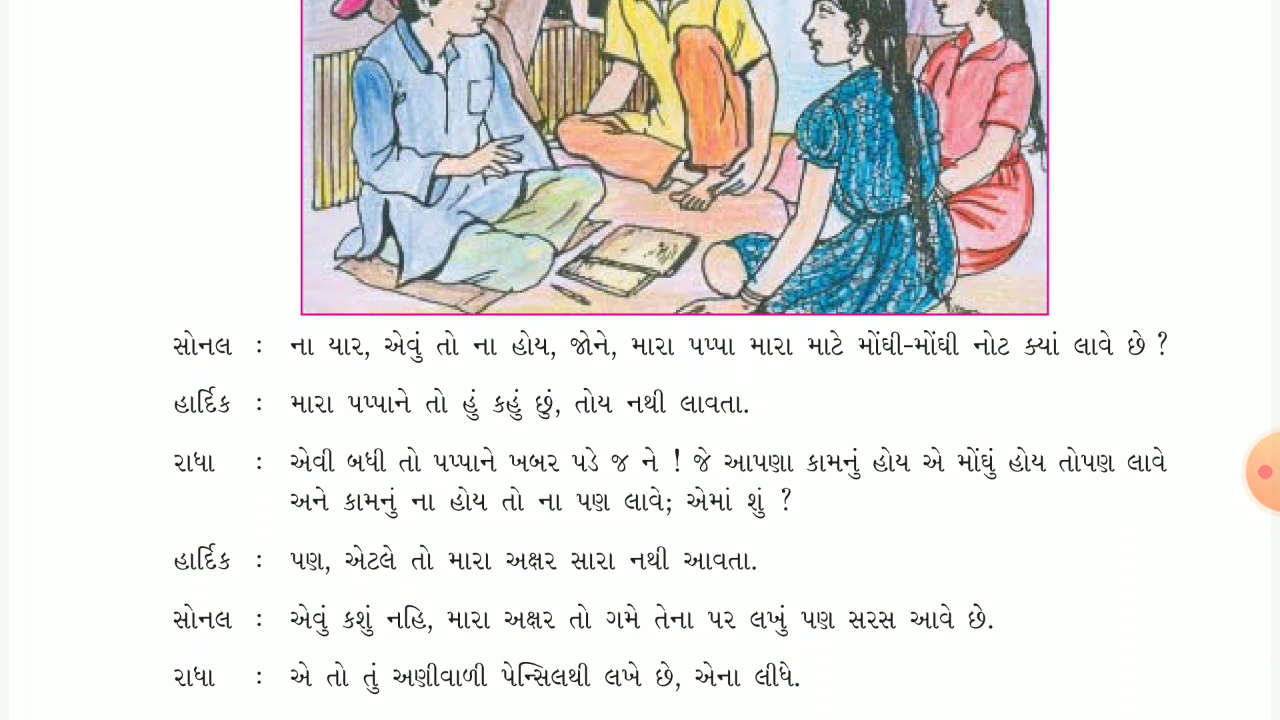 સોનલ : ના યાર, એવું તો ના હોય, જોને, મારા પપ્પા મારા માટે મોંઘી-મોંઘી નોટ ક્યાં લાવે છે ?
હાર્દિક : મારા પપ્પાને તો હું કહું છું, તોય નથી લાવતા.
રાધા : એવી બધી તો પપ્પાને ખબર પડે જ ને ! જે આપણા કામનું હોય એ મોંઘું હોય તોપણ લાવે
અને કામનું ના હોય તો ના પણ લાવે; એમાં શું ?
હાર્દિક : પણ, એટલે તો મારા અક્ષર સારા નથી આવતા.
સોનલ : એવું કશું નહિ, મારા અક્ષર તો ગમે તેના પર લખું પણ સરસ આવે છે.
રાધા : એ તો તું અણીવાળી પેન્સિલથી લખે છે, એના લીધે.